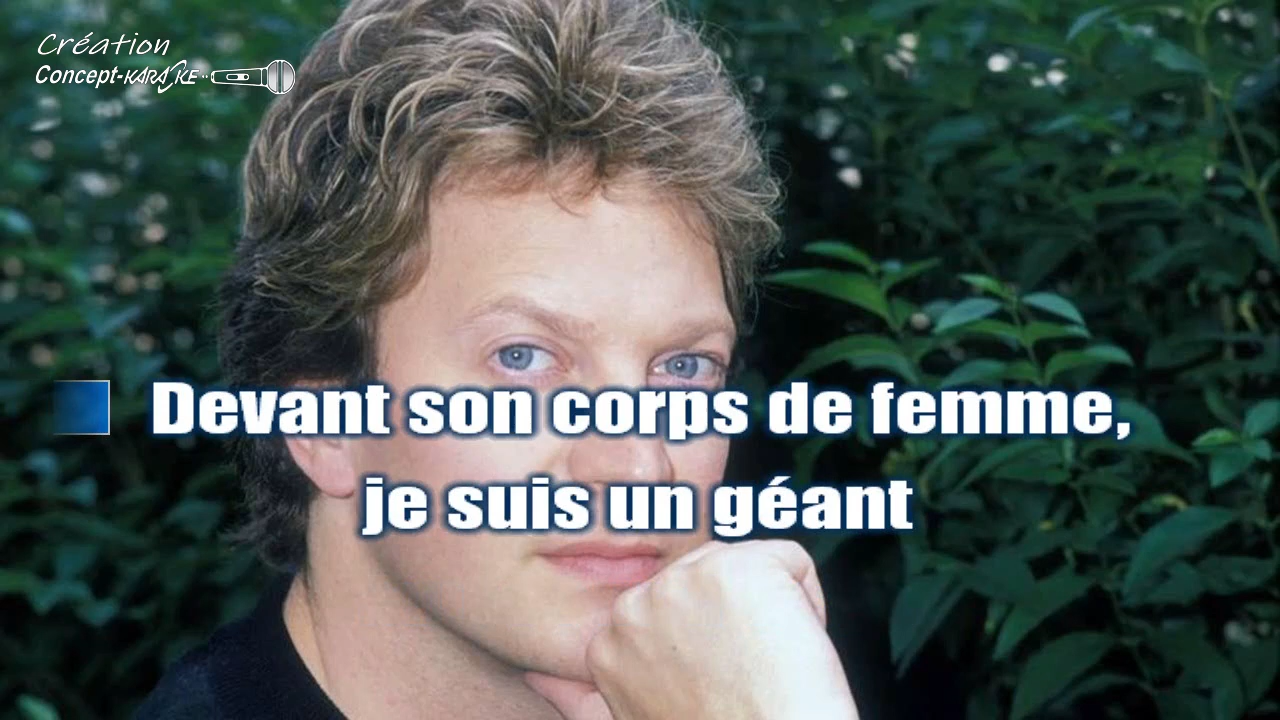 Création
Concept-KARAOKE
Devant son corps de femme,
je suis un géant